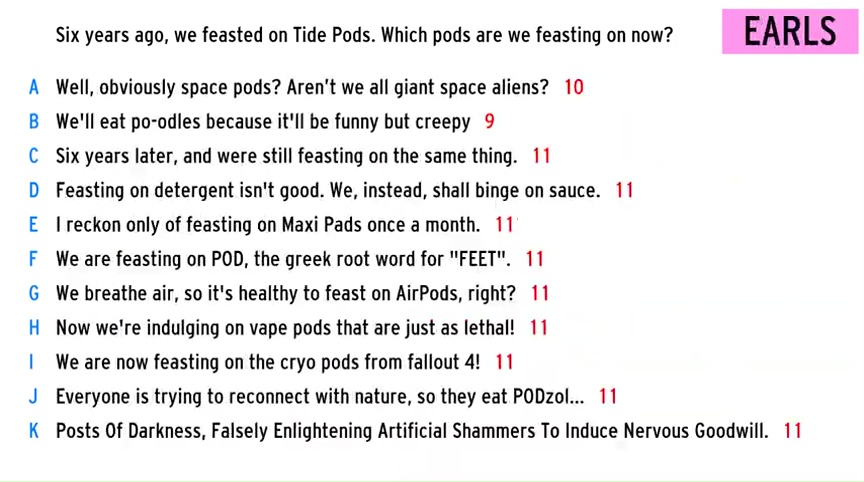 Six years ago, we feasted on Tide Pods. Which pods are we feasting on now?
EARLS
A Well, obviously space pods? Aren't we all giant space aliens? 10
B We'll eat po-odles because it'll be funny but creepy 9
C Six years later, and were still feasting on the same thing. 11
D Feasting on detergent isn't good. We, instead, shall binge on sauce. 11
E I reckon only of feasting on Maxi Pads once a month. 11
F We are feasting on POD, the greek root word for "FEET". 11
G We breathe air, so it's healthy to feast on AirPods, right? 11
H Now we're indulging on vape pods that are just as lethal! 11
I We are now feasting on the cryo pods from fallout 4! 11
J Everyone is trying to reconnect with nature, so they eat PODzol... 11
K Posts Of Darkness, Falsely Enlightening Artificial Shammers To Induce Nervous Goodwill. 11